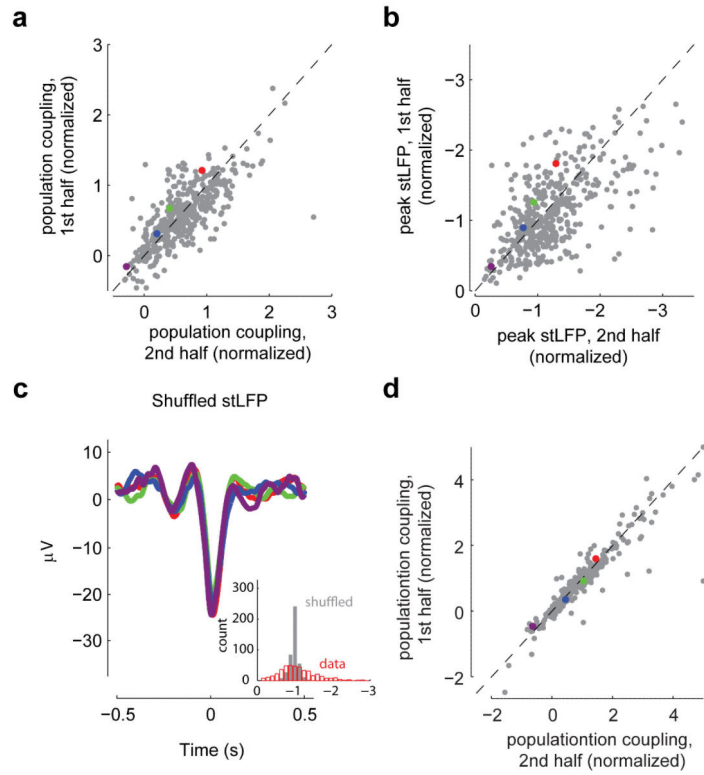 a
3
2
1
0
population coupling,
1st half (normalized)
0 1 2 3
population coupling,
2nd half (normalized)
b
−3
−2
−1
0
peak stLFP, 1st half
(normalized)
0 −1 −2 −3
peak stLFP, 2nd half
(normalized)
c
Shuffled stLFP
10
0
−10
−20
−30
μV
−0.5 0 0.5
Time (s)
300
200
100
0
count
shuffled
data
0 −1 −2 −3
d
4
2
0
−2
populationtion coupling,
1st half (normalized)
−2 0 2 4
populationtion coupling,
2nd half (normalized)